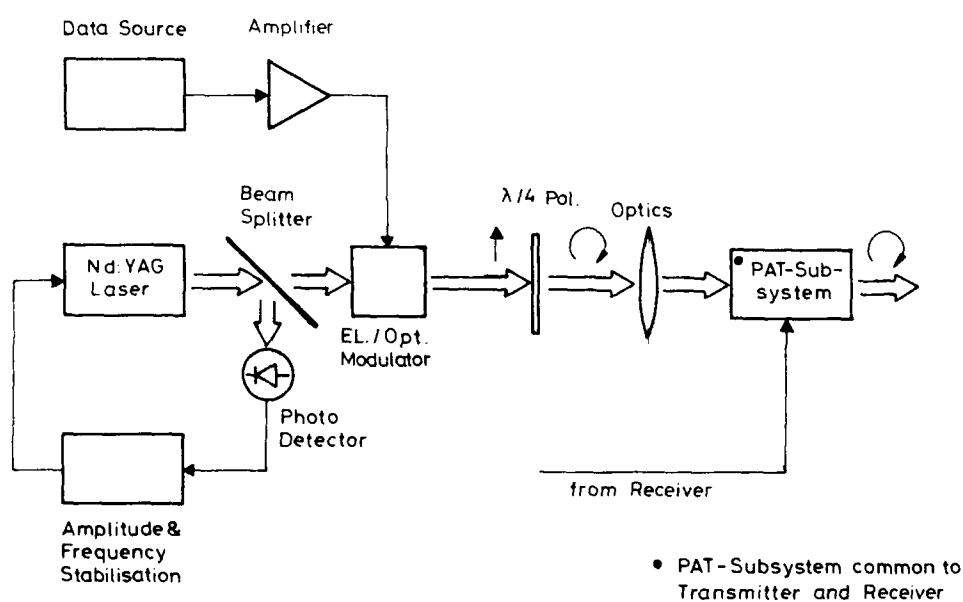 Data Source
Amplifier
Beam
Splitter
λ/4 Pol.
Optics
Nd:YAG
Laser
PAT-Sub-
system
EL./Opt.
Modulator
Photo
Detector
from Receiver
Amplitude &
Frequency
Stabilisation
• PAT-Subsystem common to
Transmitter and Receiver